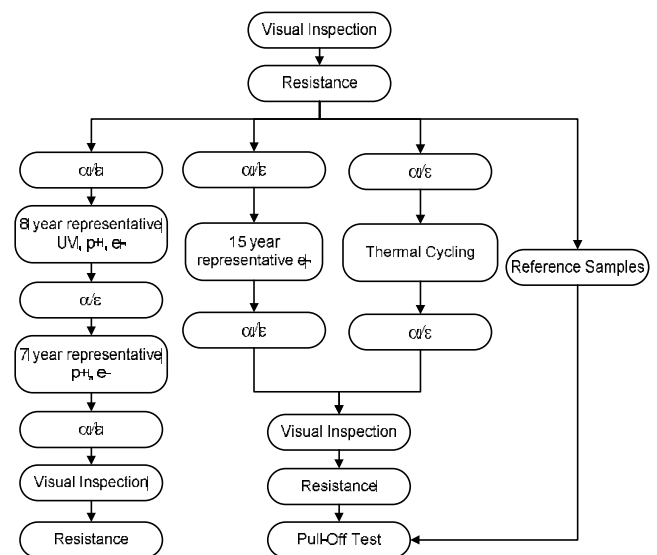 Visual Inspection
Resistance
α/ε
α/ε
α/ε
8 year representative
UV, p+, e-
15 year
representative e-
Thermal Cycling
Reference Samples
α/ε
α/ε
α/ε
7 year representative
p+, e-
α/ε
Visual Inspection
Visual Inspection
Resistance
Resistance
Pull-Off Test